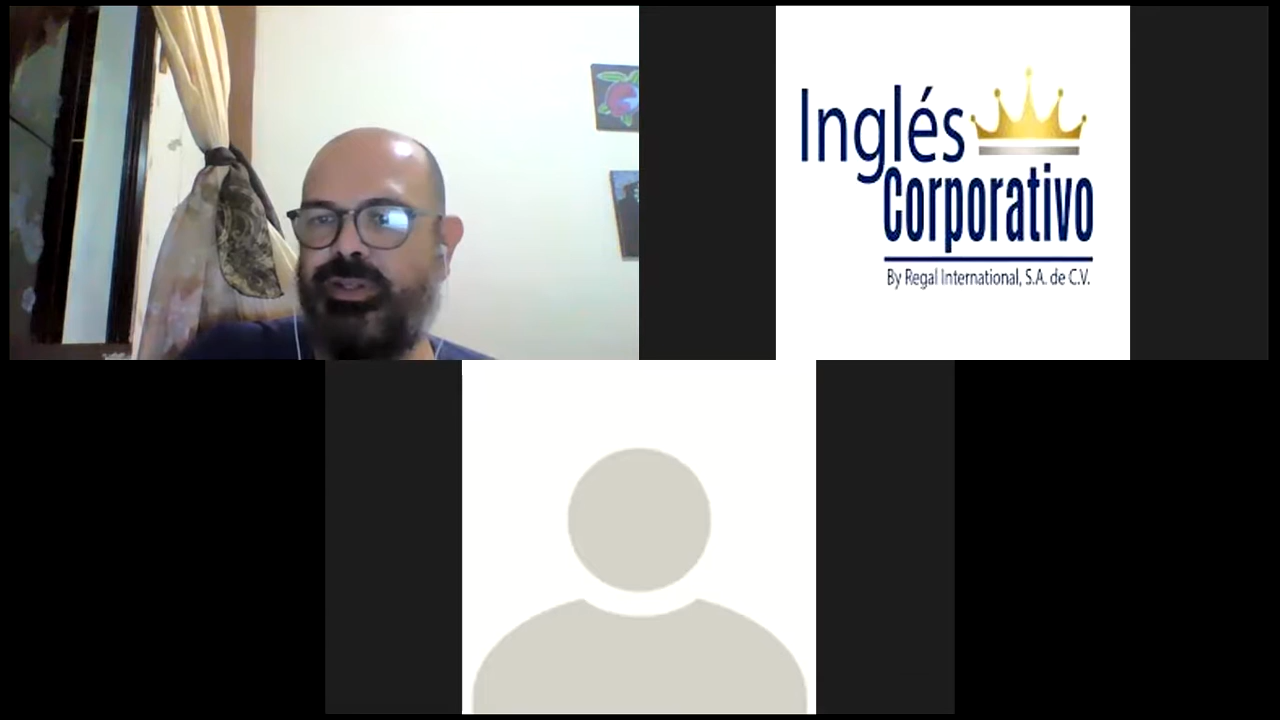 Inglés
Corporativo
By Regal International, S.A. de C.V.